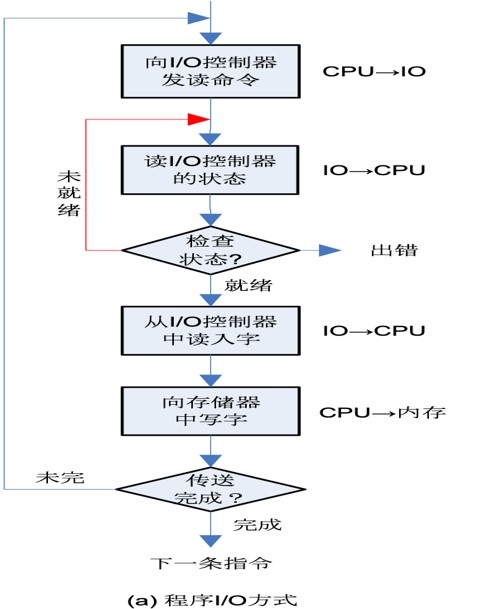 向I/O控制器
发读命令
CPU→IO
读I/O控制器
的状态
IO→CPU
未
就
绪
检查
状态?
出错
就绪
从I/O控制器
中读入字
IO→CPU
向存储器
中写字
CPU→内存
未完
传送
完成？
完成
下一条指令
(a) 程序I/O方式